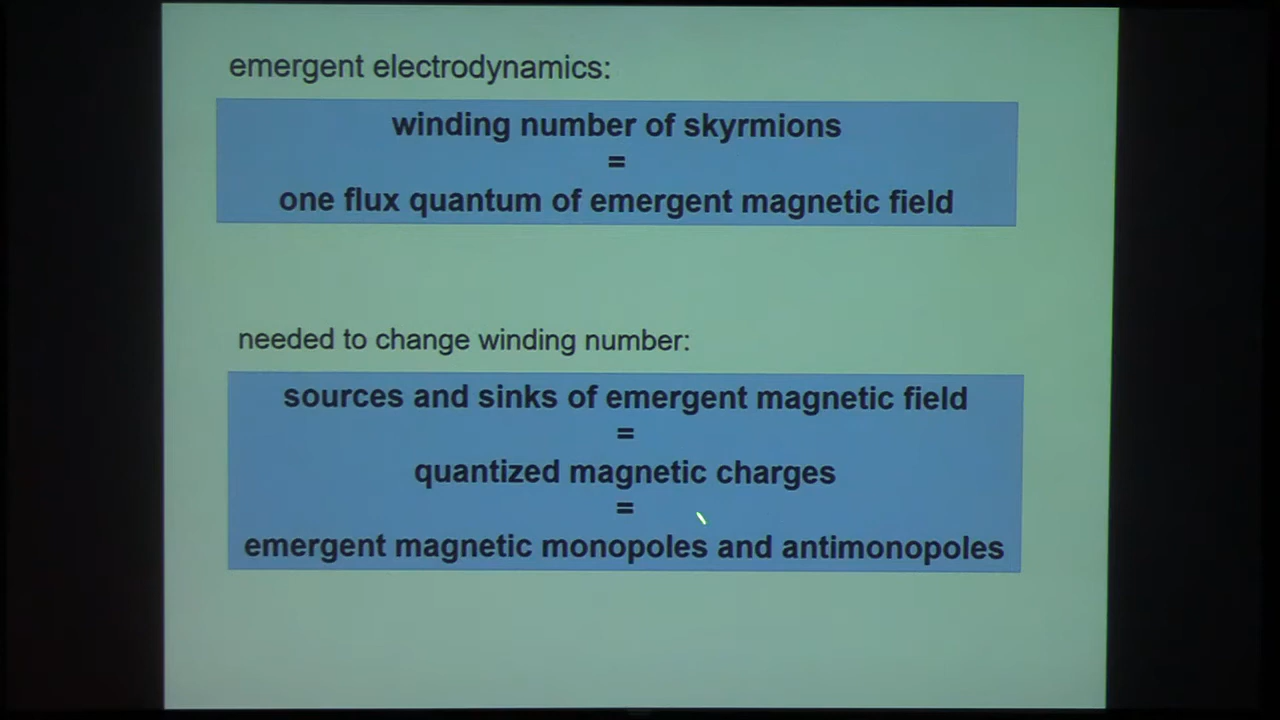 emergent electrodynamics:
winding number of skyrmions
=
one flux quantum of emergent magnetic field
needed to change winding number:
sources and sinks of emergent magnetic field
=
quantized magnetic charges
=
emergent magnetic monopoles and antimonopoles